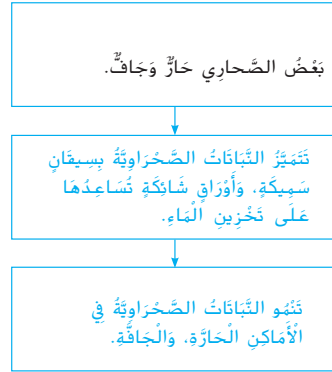 بَعْضُ الصَّحارِي حَارٌّ وَجَافٌّ.
تَتَمَيَّزُ النَّبَاتَاتُ الصَّحْرَاوِيَّةُ بِسِيقَانٍ
سَمِيكَةٍ، وَأَوْرَاقٍ شَائِكَةٍ تُسَاعِدُهَا
عَلَى تَخْزِينِ الْمَاءِ.
تَنْمُو النَّبَاتَاتُ الصَّحْرَاوِيَّةُ فِي
الْأَمَاكِنِ الْحَارَّةِ، وَالْجَافَّةِ.